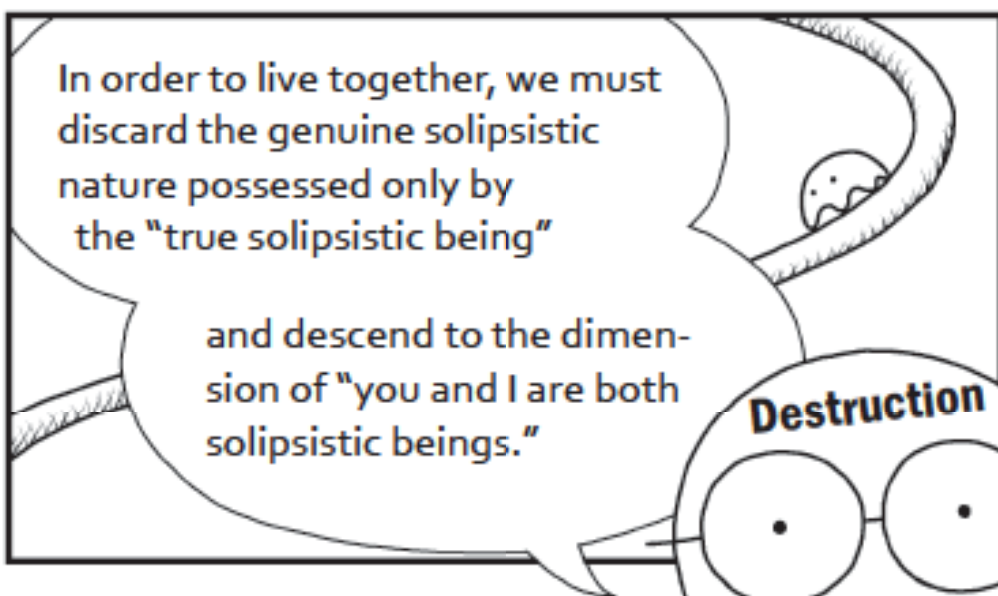 In order to live together, we must
discard the genuine solipsistic
nature possessed only by
the “true solipsistic being”
and descend to the dimen-
sion of “you and I are both
solipsistic beings.”
Destruction